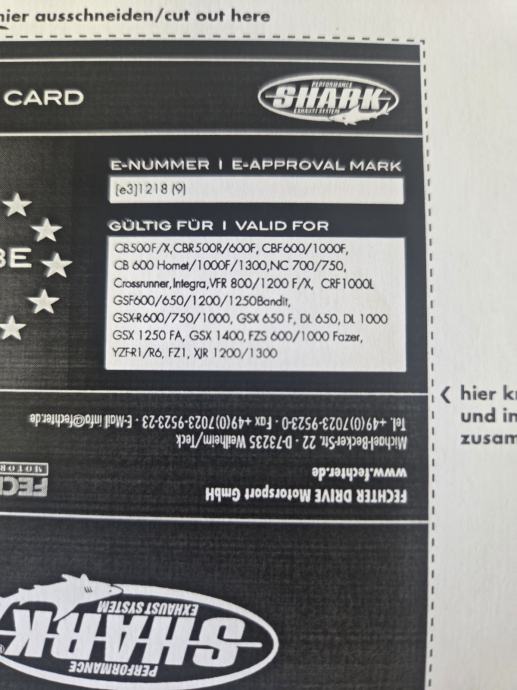 hier ausschneiden/cut out here
CARD
PERFORMANCE
SHARK
EXHAUST SYSTEM
E-NUMMER | E-APPROVAL MARK
[e3]1218 (9)
GÜLTIG FÜR | VALID FOR
CB500F/X,CBR500R/600F, CBF600/1000F,
CB 600 Hornet/1000F/1300,NC 700/750,
Crossrunner,Integra,VFR 800/1200 F/X, CRF1000L
GSF600/650/1200/1250Bandit,
GSX-R600/750/1000, GSX 650 F, DL 650, DL 1000
GSX 1250 FA, GSX 1400, FZS 600/1000 Fazer,
YZF-R1/R6, FZ1, XJR 1200/1300
BE
hier
und in
zusam
FECHTER DRIVE Motorsport GmbH
www.fechter.de
Michael-Becker-Str. 22 · D-73235 Weilheim/Teck
Tel. +49(0)7023-9523-0 · Fax +49(0)7023-9523-23 · E-Mail info@fechter.de
FECH
MOTOR
PERFORMANCE
SHARK
EXHAUST SYSTEM